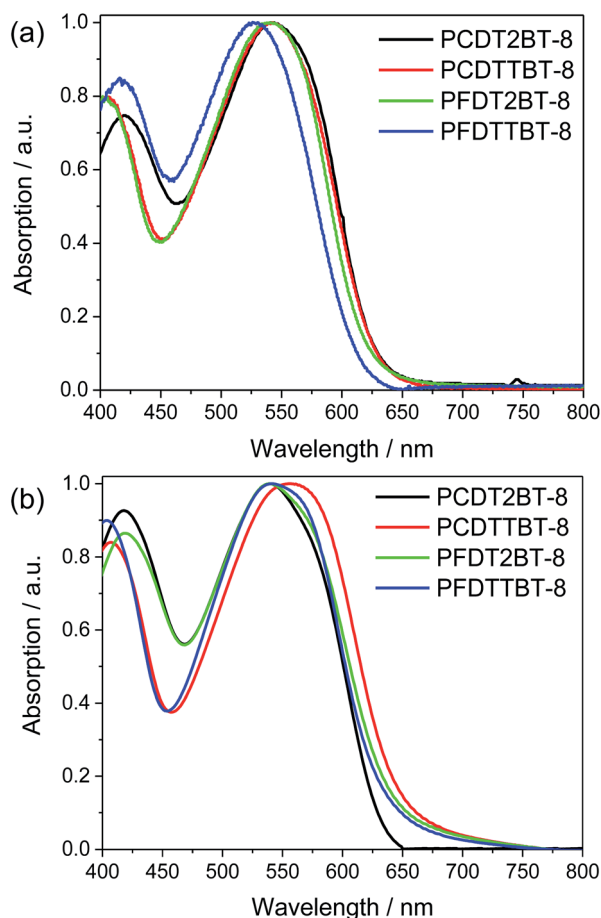 (a)
PCDT2BT-8
PCDTTBT-8
PFDT2BT-8
PFDTTBT-8
Absorption / a.u.
1.0
0.8
0.6
0.4
0.2
0.0
400 450 500 550 600 650 700 750 800
Wavelength / nm
(b)
PCDT2BT-8
PCDTTBT-8
PFDT2BT-8
PFDTTBT-8
Absorption / a.u.
1.0
0.8
0.6
0.4
0.2
0.0
400 450 500 550 600 650 700 750 800
Wavelength / nm